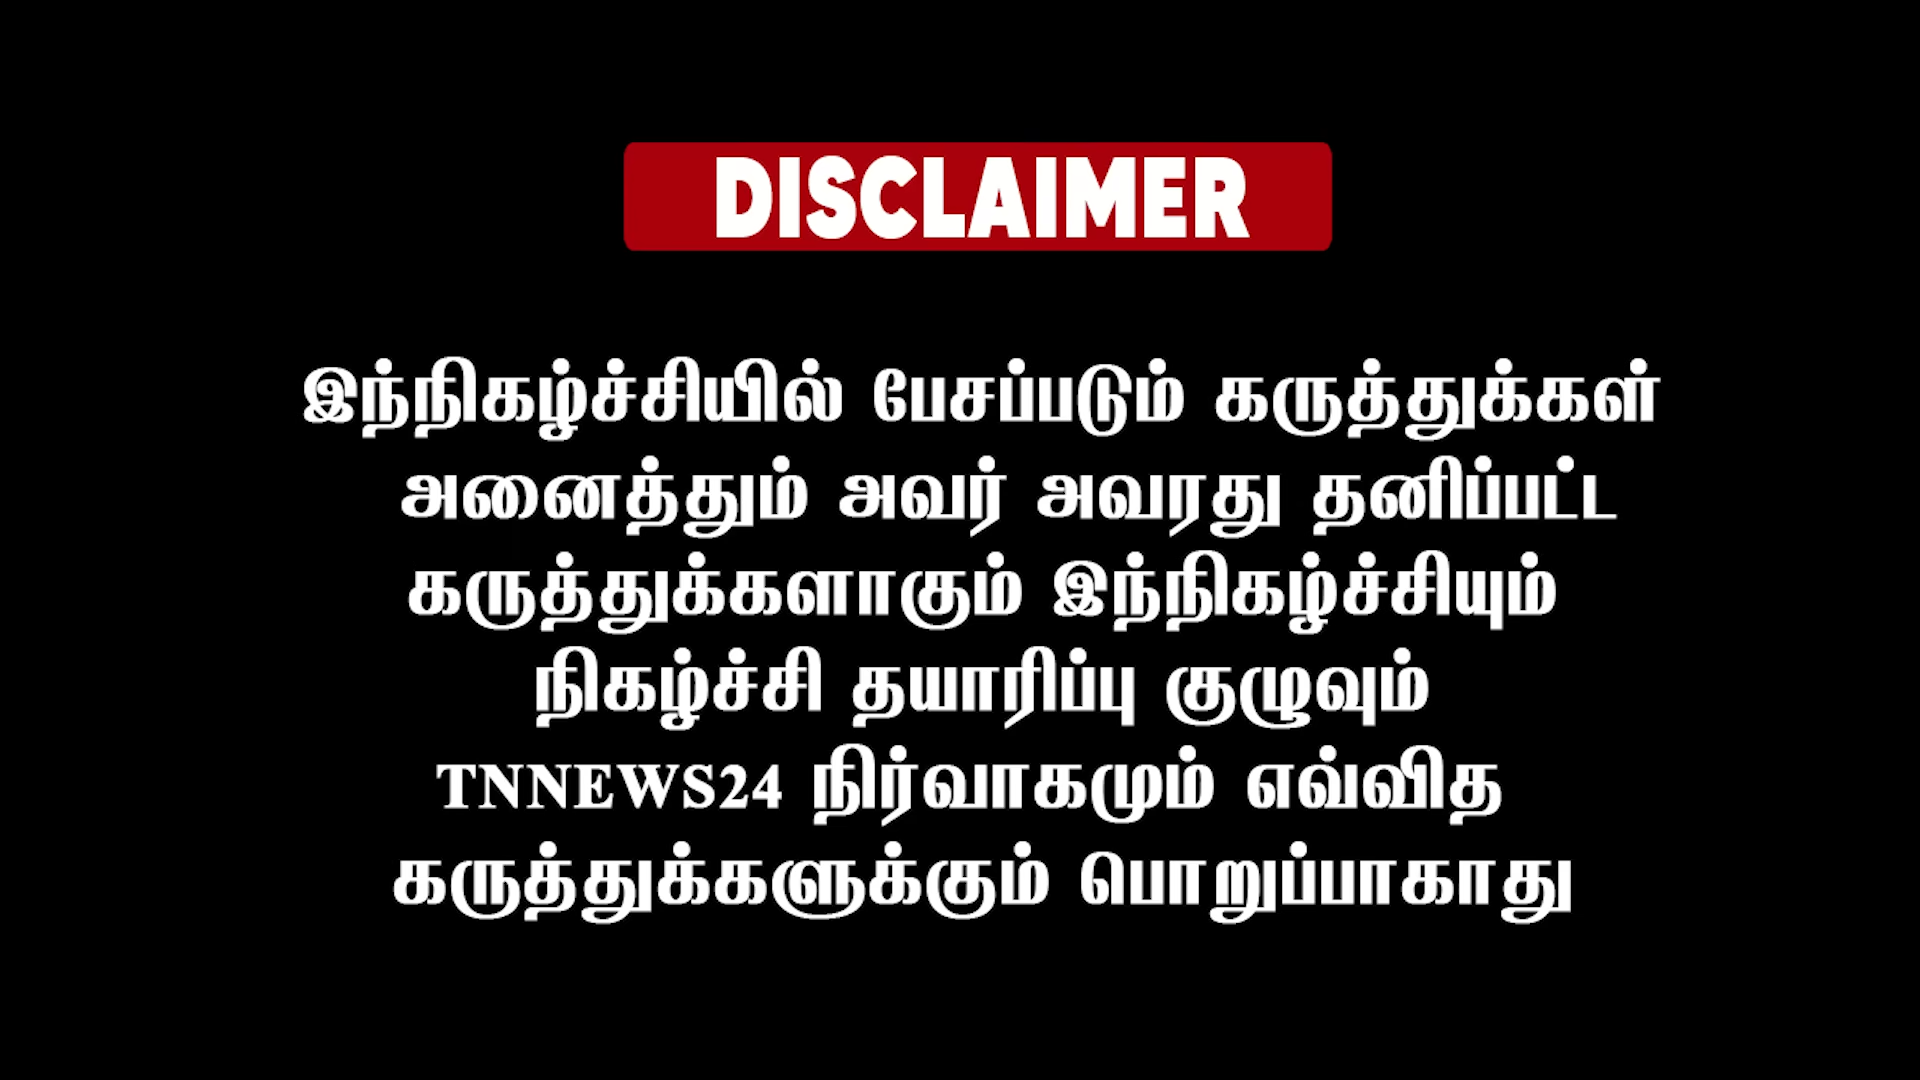 DISCLAIMER
இந்நிகழ்ச்சியில் பேசப்படும் கருத்துக்கள்
அனைத்தும் அவர் அவரது தனிப்பட்ட
கருத்துக்களாகும் இந்நிகழ்ச்சியும்
நிகழ்ச்சி தயாரிப்பு குழுவும்
TNNEWS24 நிர்வாகமும் எவ்வித
கருத்துக்களுக்கும் பொறுப்பாகாது